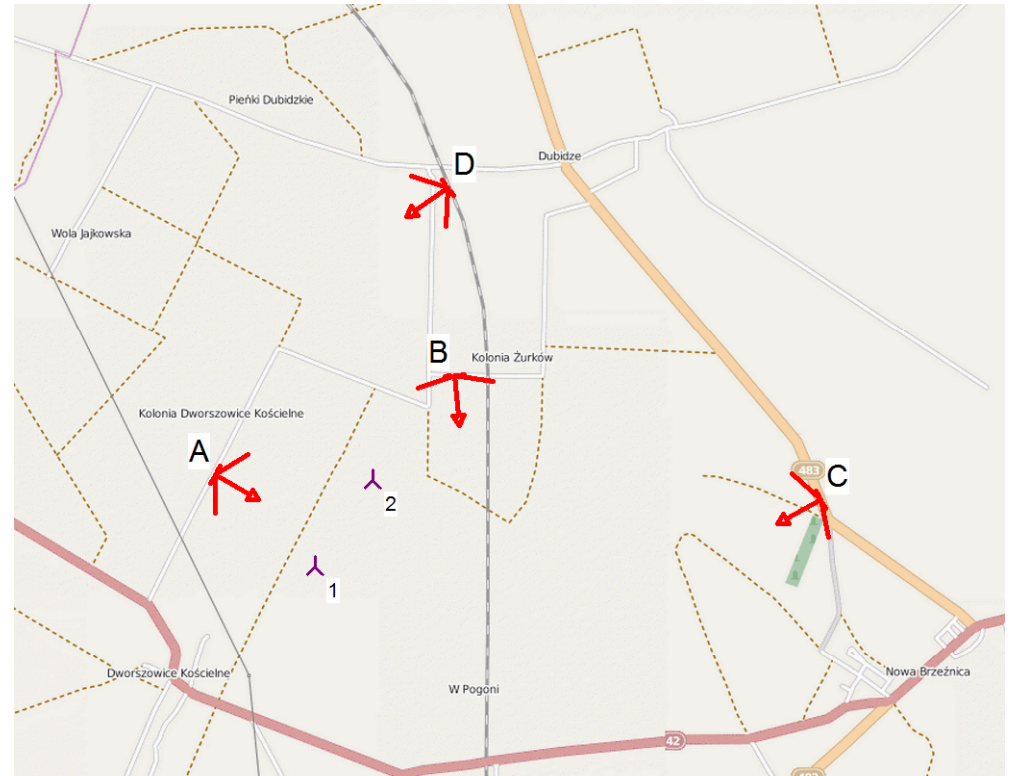 D
Pieńki Dubidzkie
Dubidze
Wola Jajkowska
B
Kolonia Żurków
Kolonia Dworszowice Kościelne
A
483
C
2
1
Dworszowice Kościelne
Nowa Brzeźnica
W Pogoni
42